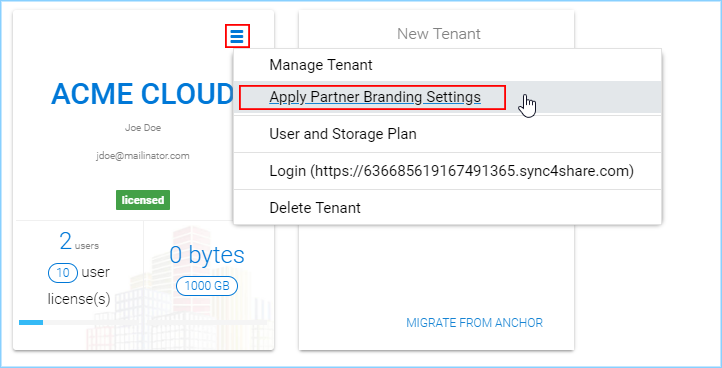 New Tenant
ACME CLOUD
Joe Doe
jdoe@mailinator.com
licensed
2 users
10 user
license(s)
0 bytes
1000 GB
Manage Tenant
Apply Partner Branding Settings
User and Storage Plan
Login (https://636685619167491365.sync4share.com)
Delete Tenant
MIGRATE FROM ANCHOR